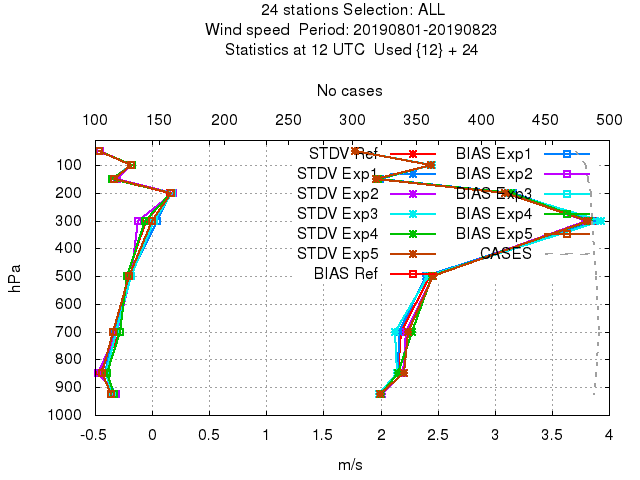 24 stations Selection: ALL
Wind speed Period: 20190801-20190823
Statistics at 12 UTC Used {12} + 24
No cases
100 150 200 250 300 350 400 450 500
100
200
300
400
500
600
700
800
900
1000
hPa
STDV Ref
STDV Exp1
STDV Exp2
STDV Exp3
STDV Exp4
STDV Exp5
BIAS Ref
BIAS Exp1
BIAS Exp2
BIAS Exp3
BIAS Exp4
BIAS Exp5
CASES
-0.5 0 0.5 1 1.5 2 2.5 3 3.5 4
m/s